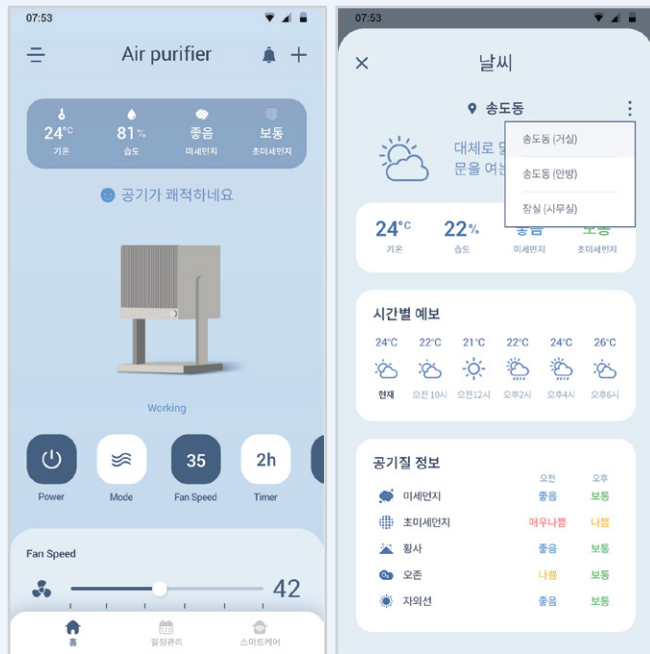 07:53
Air purifier
24°C
81%
좋음
보통
기온
습도
미세먼지
초미세먼지
공기가 쾌적하네요
Working
35
2h
Power
Mode
Fan Speed
Timer
Fan Speed
42
홈
일정관리
스마트케어
07:53
날씨
송도동
대체로
문을 여는
송도동 (거실)
송도동 (안방)
잠실 (사무실)
24°C
22%
좋음
보통
기온
습도
미세먼지
초미세먼지
시간별 예보
24°C 22°C 21°C 22°C 24°C 26°C
현재 오전 10시 오전12시 오후2시 오후4시 오후6시
공기질 정보
오전 오후
미세먼지 좋음 보통
초미세먼지 매우나쁨 나쁨
황사 좋음 보통
오존 나쁨 보통
자외선 좋음 보통